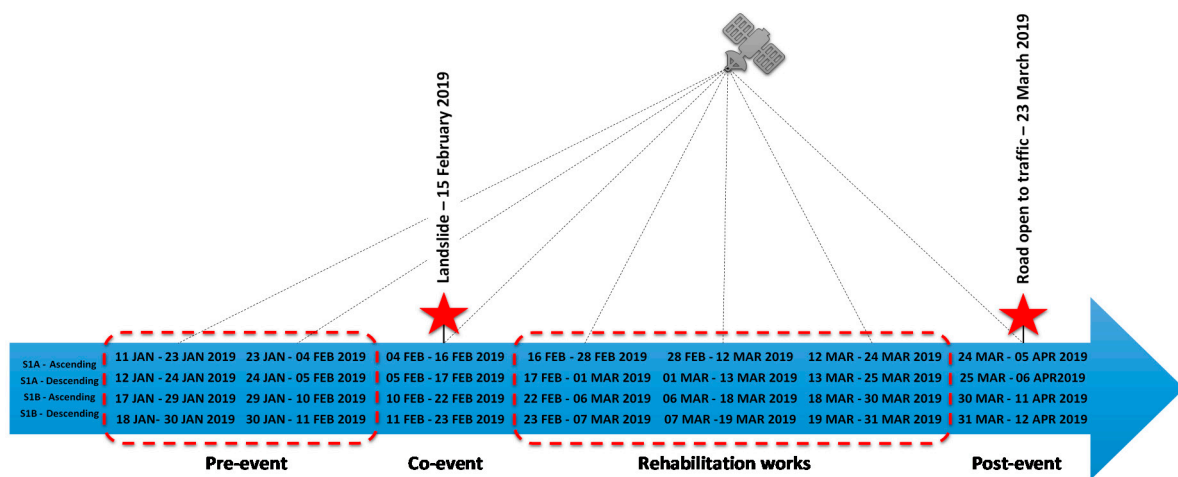 Landslide – 15 February 2019
Road open to traffic – 23 March 2019
S1A - Ascending 11 JAN - 23 JAN 2019 23 JAN - 04 FEB 2019 04 FEB - 16 FEB 2019 16 FEB - 28 FEB 2019 28 FEB - 12 MAR 2019 12 MAR - 24 MAR 2019 24 MAR - 05 APR 2019
S1A - Descending 12 JAN - 24 JAN 2019 24 JAN - 05 FEB 2019 05 FEB - 17 FEB 2019 17 FEB - 01 MAR 2019 01 MAR - 13 MAR 2019 13 MAR - 25 MAR 2019 25 MAR - 06 APR2019
S1B - Ascending 17 JAN - 29 JAN 2019 29 JAN - 10 FEB 2019 10 FEB - 22 FEB 2019 22 FEB - 06 MAR 2019 06 MAR - 18 MAR 2019 18 MAR - 30 MAR 2019 30 MAR - 11 APR 2019
S1B - Descending 18 JAN- 30 JAN 2019 30 JAN - 11 FEB 2019 11 FEB - 23 FEB 2019 23 FEB - 07 MAR 2019 07 MAR -19 MAR 2019 19 MAR - 31 MAR 2019 31 MAR - 12 APR 2019
Pre-event Co-event Rehabilitation works Post-event